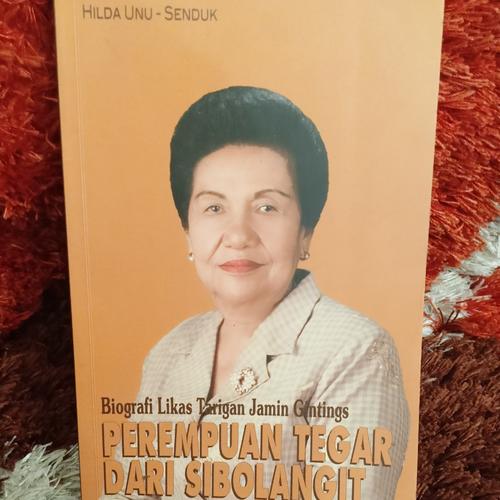 HILDA UNU - SENDUK
Biografi Likas Tarigan Jamin Gintings
PEREMPUAN TEGAR
DARI SIBOLANGIT